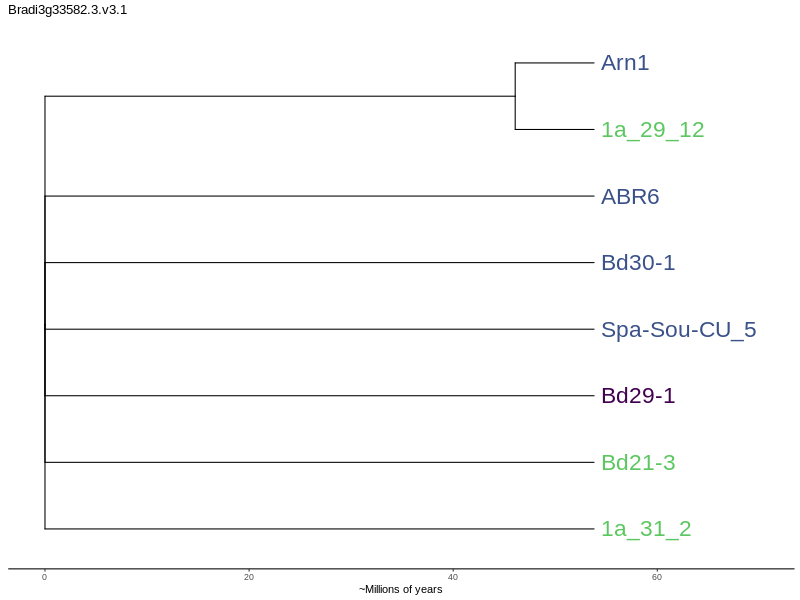 Bradi3g33582.3.v3.1
Arn1
1a_29_12
ABR6
Bd30-1
Spa-Sou-CU_5
Bd29-1
Bd21-3
1a_31_2
0 20 40 60
~Millions of years